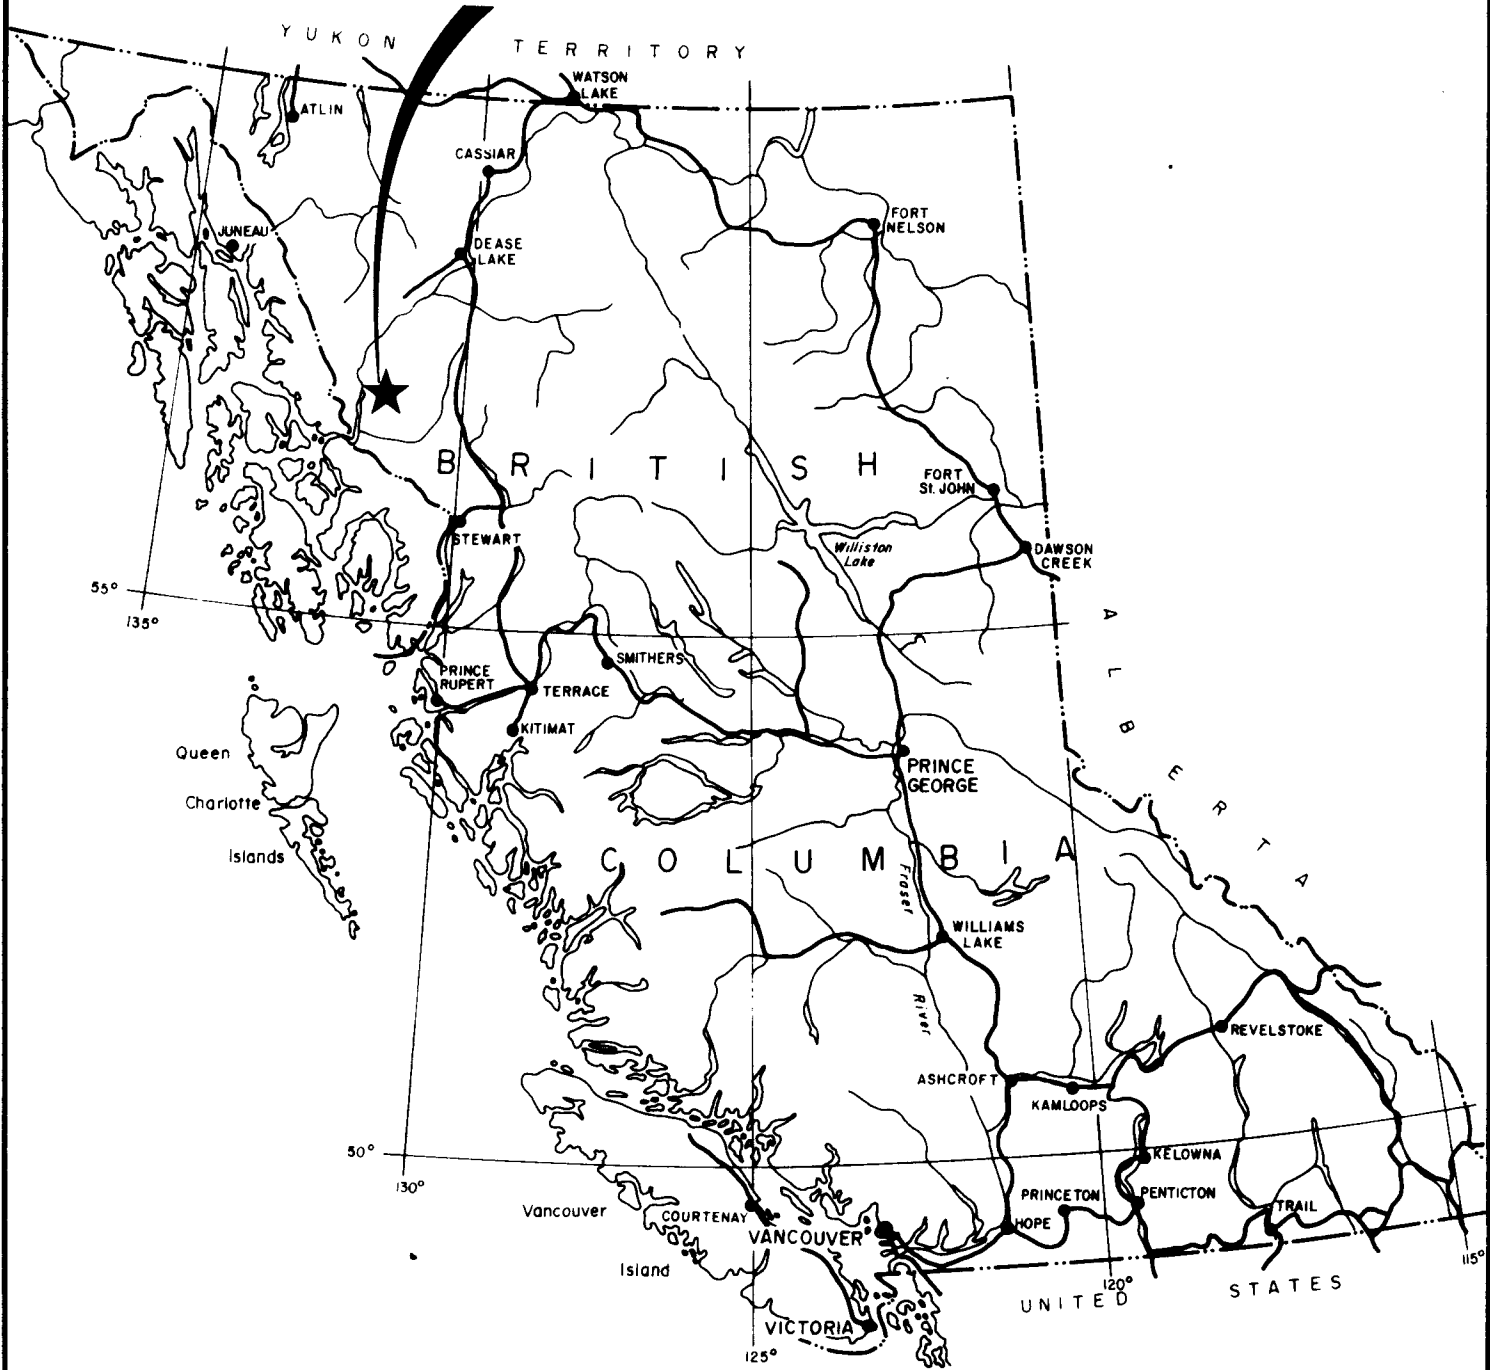 YUKON TERRITORY
WATSON
LAKE
ATLIN
CASSIAR
FORT
NELSON
JUNEAU
DEASE
LAKE
BRITISH
FORT
St. JOHN
STEWART
Williston
Lake
DAWSON
CREEK
55°
135°
ALBERTA
SMITHERS
PRINCE
RUPERT
TERRACE
KITIMAT
Queen
Charlotte
Islands
PRINCE
GEORGE
COLUMBIA
Fraser
River
WILLIAMS
LAKE
REVELSTOKE
ASHCROFT
KAMLOOPS
50°
130°
KELOWNA
Vancouver
Island
COURTENAY
PRINCETON
PENTICTON
TRAIL
HOPE
VANCOUVER
115°
120°
UNITED STATES
VICTORIA
125°